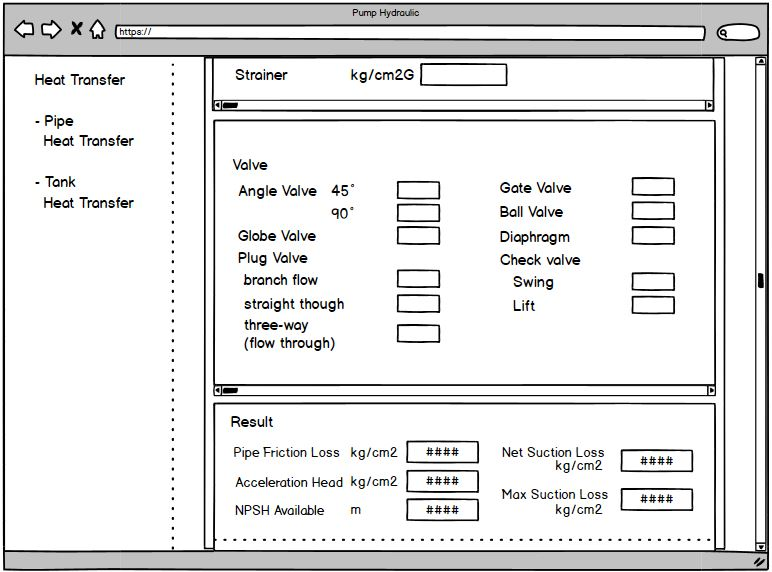 Pump Hydraulic
https://
Heat Transfer
- Pipe
Heat Transfer
- Tank
Heat Transfer
Strainer kg/cm2G
Valve
Angle Valve 45°
90°
Globe Valve
Plug Valve
branch flow
straight though
three-way
(flow through)
Gate Valve
Ball Valve
Diaphragm
Check valve
Swing
Lift
Result
Pipe Friction Loss kg/cm2 ####
Acceleration Head kg/cm2 ####
NPSH Available m ####
Net Suction Loss
kg/cm2 ####
Max Suction Loss
kg/cm2 ####